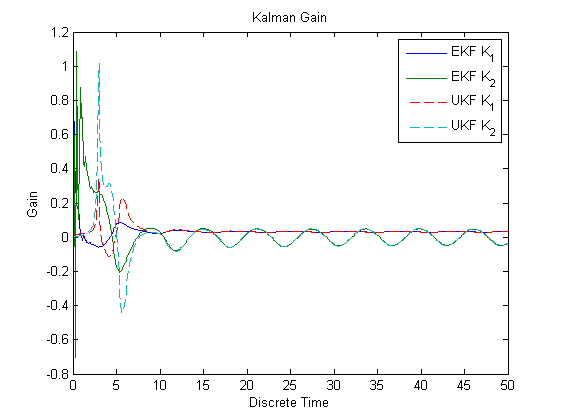 Kalman Gain
EKF K1
EKF K2
UKF K1
UKF K2
1.2
1
0.8
0.6
0.4
0.2
0
-0.2
-0.4
-0.6
-0.8
Gain
0 5 10 15 20 25 30 35 40 45 50
Discrete Time